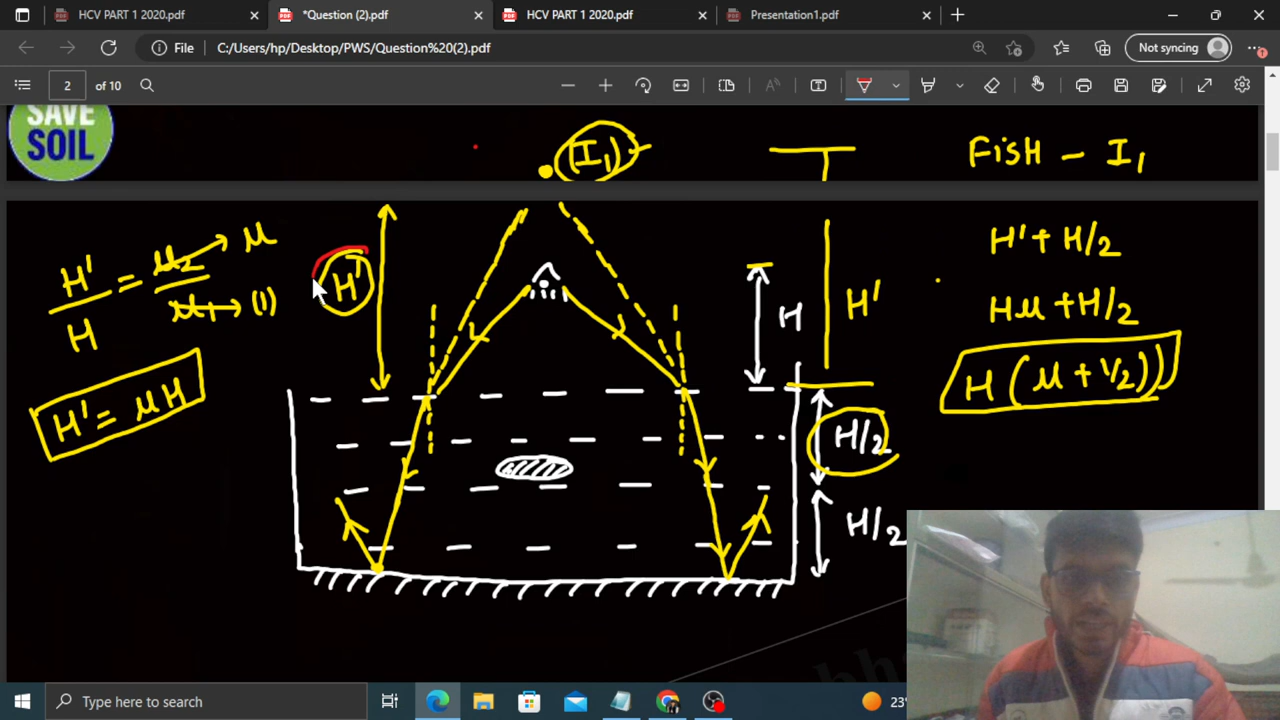 HCV PART 1 2020.pdf
*Question (2).pdf
HCV PART 1 2020.pdf
Presentation1.pdf
File
C:/Users/hp/Desktop/PWS/Question%20(2).pdf
Not syncing
2 of 10
SAVE
SOIL
(I₁)
FISH - I₁
H'/H = μ₂/μ₁ → μ → (1)
H' = μH
H'
H
H'
H/2
H/2
H' + H/2
Hμ + H/2
H(μ + 1/2))
Type here to search
23